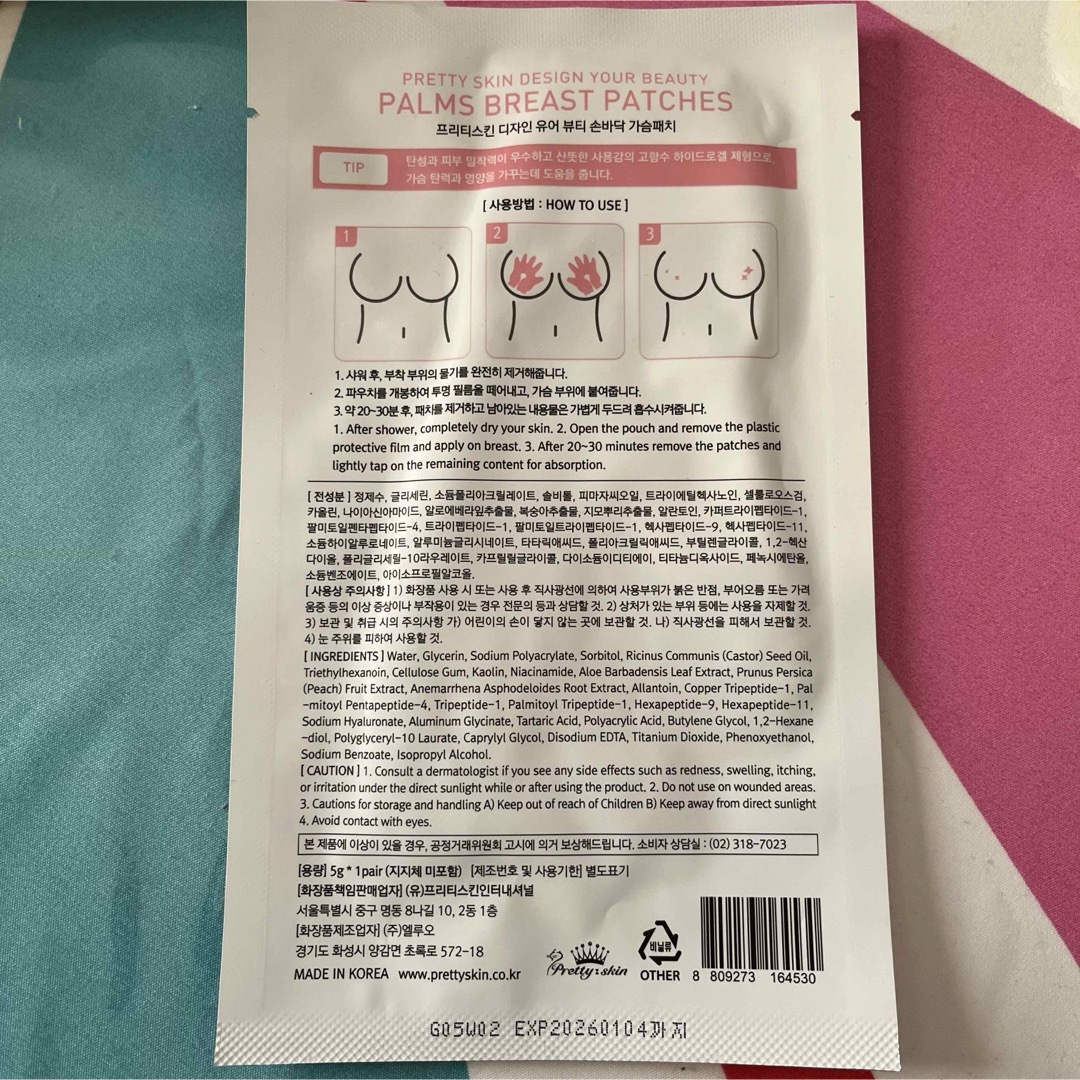 PRETTY SKIN DESIGN YOUR BEAUTY
PALMS BREAST PATCHES
프리티스킨 디자인 유어 뷰티 손바닥 가슴패치
TIP
탄성과 피부 밀착력이 우수하고 산뜻한 사용감의 고함수 하이드로겔 제형으로,
가슴 탄력과 영양을 가꾸는데 도움을 줍니다.
[ 사용방법 : HOW TO USE ]
1
2
3
1. 샤워 후, 부착 부위의 물기를 완전히 제거해줍니다.
2. 파우치를 개봉하여 투명 필름을 떼어내고, 가슴 부위에 붙여줍니다.
3. 약 20~30분 후, 패치를 제거하고 남아있는 내용물은 가볍게 두드려 흡수시켜줍니다.
1. After shower, completely dry your skin. 2. Open the pouch and remove the plastic
protective film and apply on breast. 3. After 20~30 minutes remove the patches and
lightly tap on the remaining content for absorption.
[ 전성분 ] 정제수, 글리세린, 소듐폴리아크릴레이트, 솔비톨, 피마자씨오일, 트라이에틸헥사노인, 셀룰로오스검,
카올린, 나이아신아마이드, 알로에베라잎추출물, 복숭아추출물, 지모뿌리추출물, 알란토인, 카퍼트라이펩타이드-1,
팔미토일펜타펩타이드-4, 트라이펩타이드-1, 팔미토일트라이펩타이드-1, 헥사펩타이드-9, 헥사펩타이드-11,
소듐하이알루로네이트, 알루미늄글리시네이트, 타타릭애씨드, 폴리아크릴릭애씨드, 부틸렌글라이콜, 1,2-헥산
다이올, 폴리글리세릴-10라우레이트, 카프릴릴글라이콜, 다이소듐이디티에이, 티타늄디옥사이드, 페녹시에탄올,
소듐벤조에이트, 아이소프로필알코올.
[ 사용상 주의사항 ] 1) 화장품 사용 시 또는 사용 후 직사광선에 의하여 사용부위가 붉은 반점, 부어오름 또는 가려
움증 등의 이상 증상이나 부작용이 있는 경우 전문의 등과 상담할 것. 2) 상처가 있는 부위 등에는 사용을 자제할 것.
3) 보관 및 취급 시의 주의사항 가) 어린이의 손이 닿지 않는 곳에 보관할 것. 나) 직사광선을 피해서 보관할 것.
4) 눈 주위를 피하여 사용할 것.
[ INGREDIENTS ] Water, Glycerin, Sodium Polyacrylate, Sorbitol, Ricinus Communis (Castor) Seed Oil,
Triethylhexanoin, Cellulose Gum, Kaolin, Niacinamide, Aloe Barbadensis Leaf Extract, Prunus Persica
(Peach) Fruit Extract, Anemarrhena Asphodeloides Root Extract, Allantoin, Copper Tripeptide-1, Pal
-mitoyl Pentapeptide-4, Tripeptide-1, Palmitoyl Tripeptide-1, Hexapeptide-9, Hexapeptide-11,
Sodium Hyaluronate, Aluminum Glycinate, Tartaric Acid, Polyacrylic Acid, Butylene Glycol, 1,2-Hexane
-diol, Polyglyceryl-10 Laurate, Caprylyl Glycol, Disodium EDTA, Titanium Dioxide, Phenoxyethanol,
Sodium Benzoate, Isopropyl Alcohol.
[ CAUTION ] 1. Consult a dermatologist if you see any side effects such as redness, swelling, itching,
or irritation under the direct sunlight while or after using the product. 2. Do not use on wounded areas.
3. Cautions for storage and handling A) Keep out of reach of Children B) Keep away from direct sunlight
4. Avoid contact with eyes.
본 제품에 이상이 있을 경우, 공정거래위원회 고시에 의거 보상해드립니다. 소비자 상담실 : (02) 318-7023
[용량] 5g * 1pair (지지체 미포함) [제조번호 및 사용기한] 별도표기
[화장품책임판매업자] (유)프리티스킨인터내셔널
서울특별시 중구 명동 8나길 10, 2동 1층
[화장품제조업자] (주)엘루오
경기도 화성시 양감면 초록로 572-18
MADE IN KOREA www.prettyskin.co.kr
Pretty skin
비닐류
OTHER
8 809273 164530
G05W02 EXP20260104까지